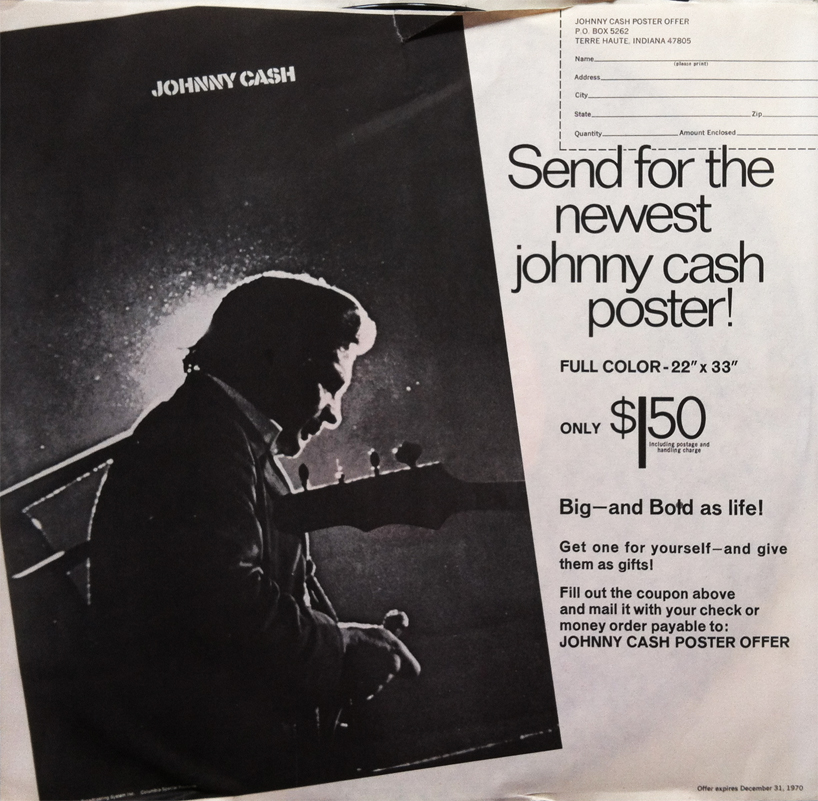 JOHNNY CASH
JOHNNY CASH POSTER OFFER
P.O. BOX 5262
TERRE HAUTE, INDIANA 47805
Name
(please print)
Address
City
State Zip
Quantity Amount Enclosed
Send for the
newest
johnny cash
poster!
FULL COLOR-22"x 33"
ONLY $1.50
including postage and
handling charge
Big—and Bold as life!
Get one for yourself—and give
them as gifts!
Fill out the coupon above
and mail it with your check or
money order payable to:
JOHNNY CASH POSTER OFFER
Offer expires December 31, 1970